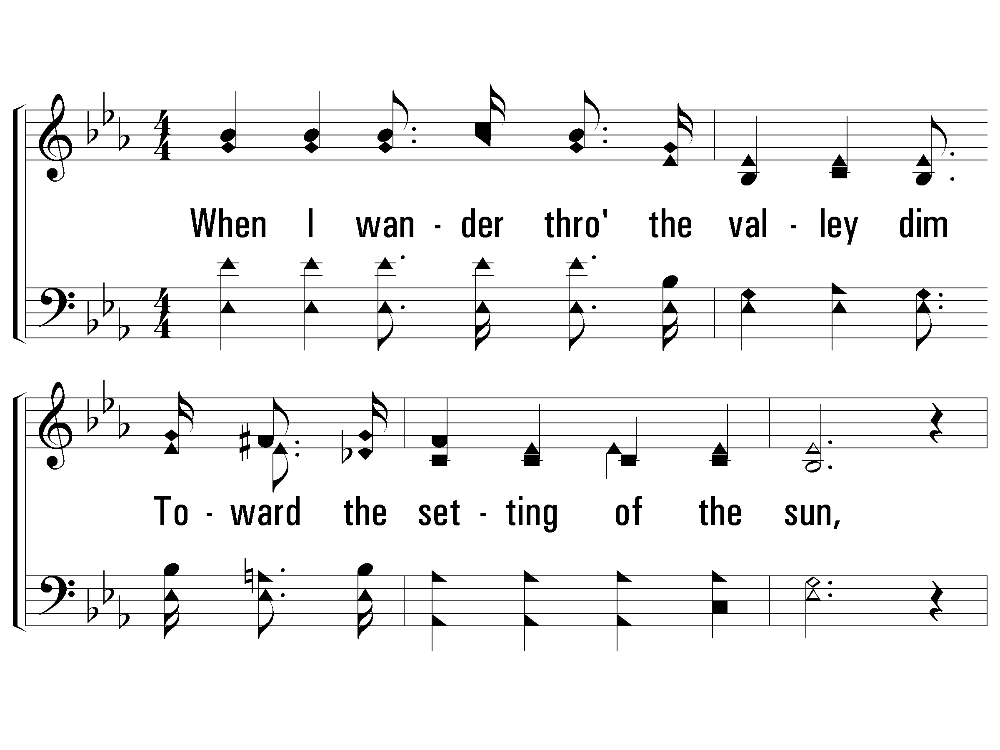 When I wan - der thro' the val - ley dim
To - ward the set - ting of the sun,